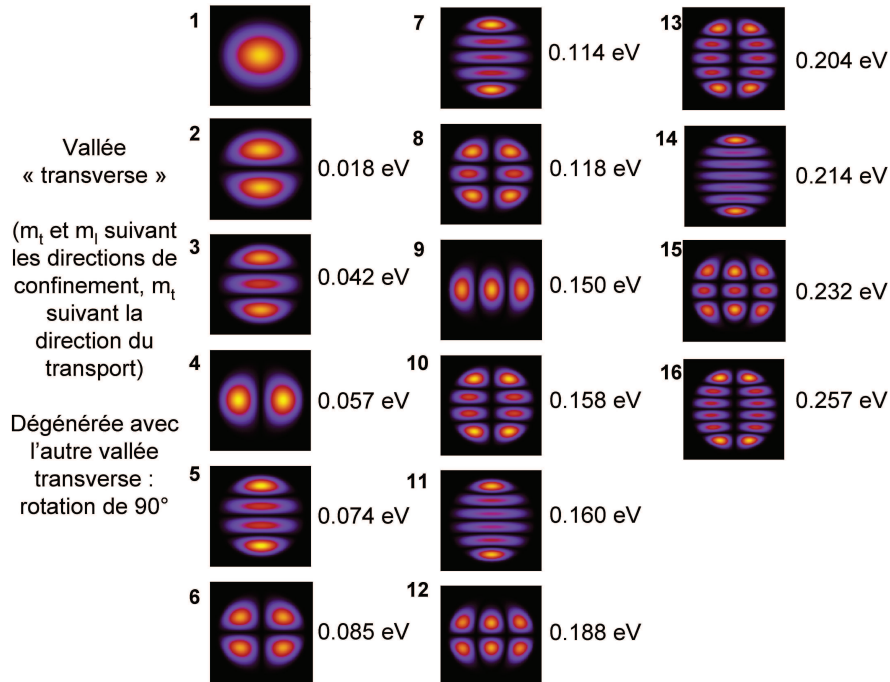 Vallée
« transverse »
(mt et ml suivant
les directions de
confinement, mt
suivant la
direction du
transport)
Dégénérée avec
l'autre vallée
transverse :
rotation de 90°
1
2
0.018 eV
3
0.042 eV
4
0.057 eV
5
0.074 eV
6
0.085 eV
7
0.114 eV
8
0.118 eV
9
0.150 eV
10
0.158 eV
11
0.160 eV
12
0.188 eV
13
0.204 eV
14
0.214 eV
15
0.232 eV
16
0.257 eV